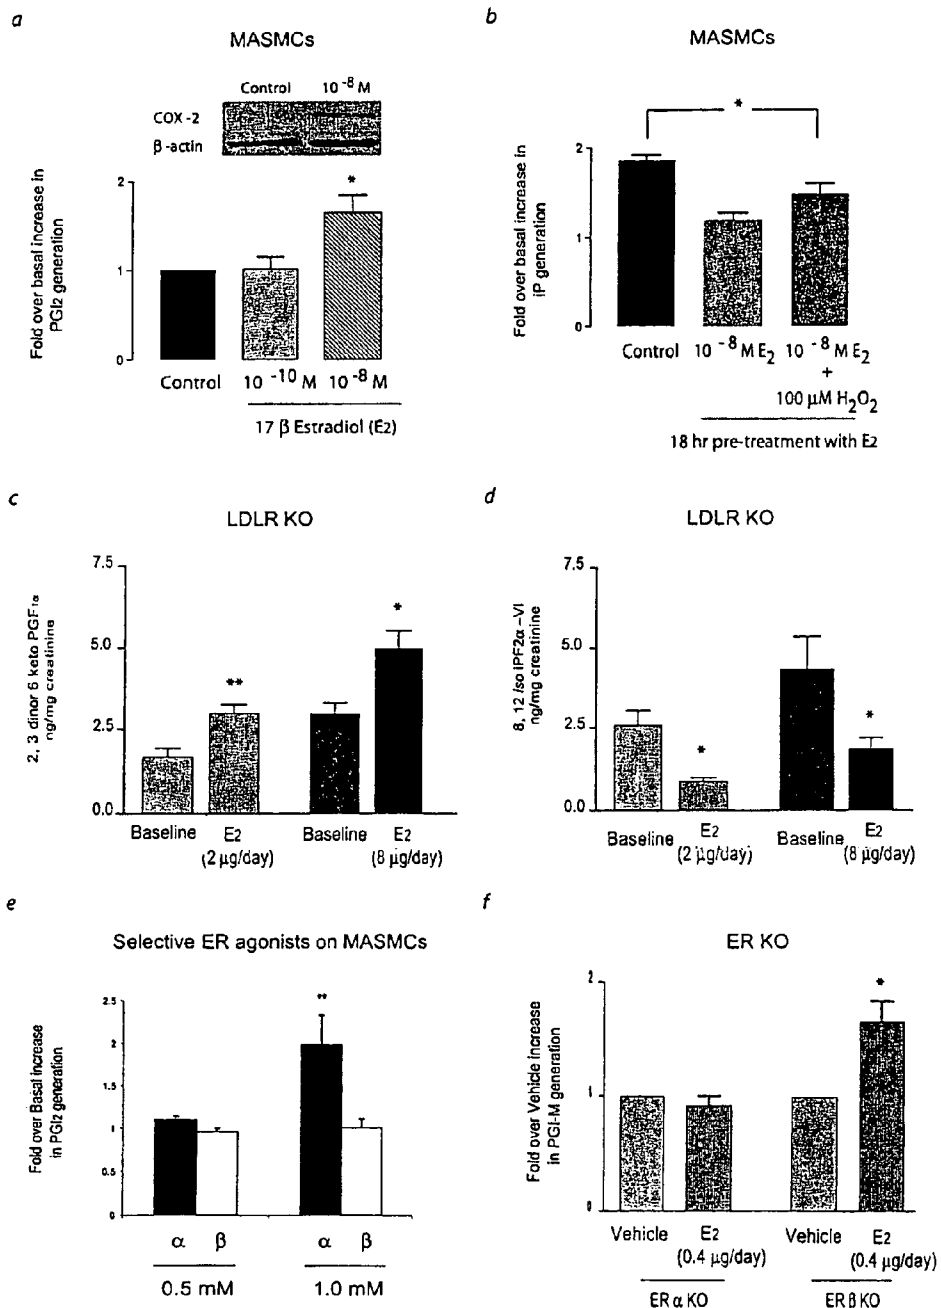 a
MASMCs
Control 10 -8 M
COX -2
β -actin
Fold over basal increase in
PGI2 generation
2
1
0
*
Control 10 -10 M 10 -8 M
17 β Estradiol (E2)
b
MASMCs
*
Fold over basal increase in
iP generation
2
1
0
Control 10 -8 M E2 10 -8 M E2
+
100 μM H2O2
18 hr pre-treatment with E2
c
LDLR KO
2, 3 dinor 6 keto PGF1α
ng/mg creatinine
7.5
5.0
2.5
0.0
** *
Baseline E2 Baseline E2
(2 μg/day) (8 μg/day)
d
LDLR KO
8, 12 Iso iPF2α -VI
ng/mg creatinine
7.5
5.0
2.5
0.0
* *
Baseline E2 Baseline E2
(2 μg/day) (8 μg/day)
e
Selective ER agonists on MASMCs
Fold over Basal increase
in PGI2 generation
2.5
2
1.5
1
0.5
0
**
α β α β
0.5 mM 1.0 mM
f
ER KO
Fold over Vehicle increase
in PGI-M generation
2
1
0
*
Vehicle E2 Vehicle E2
(0.4 μg/day) (0.4 μg/day)
ER α KO ER β KO